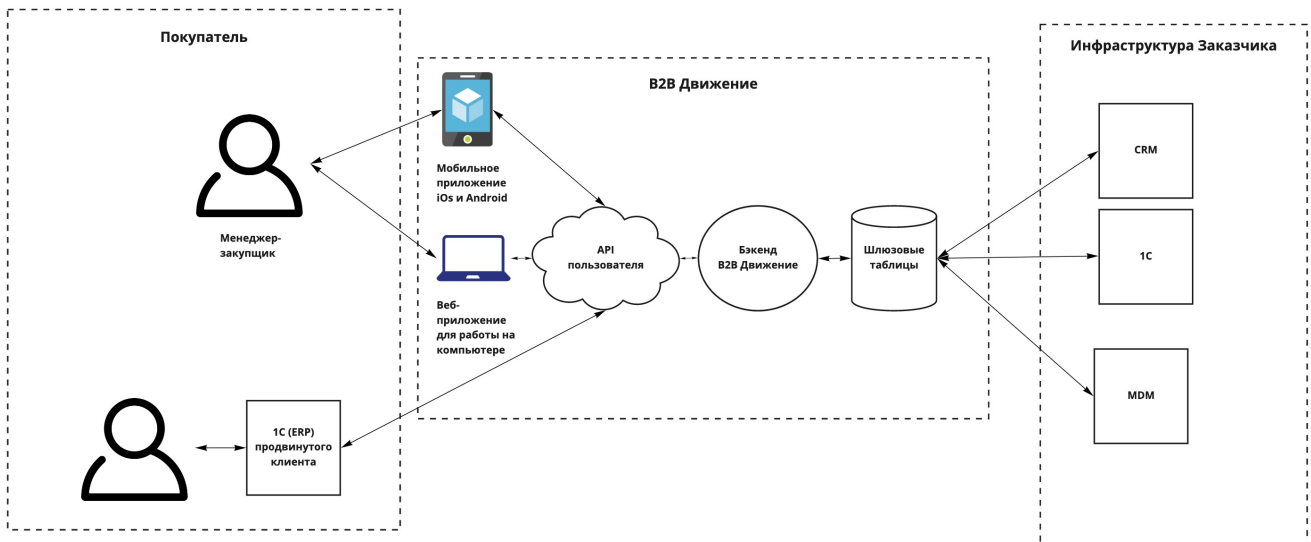 Покупатель
Менеджер-
закупщик
1С (ERP)
продвинутого
клиента
B2B Движение
Мобильное
приложение
iOs и Android
Веб-
приложение
для работы на
компьютере
API
пользователя
Бэкенд
B2B Движение
Шлюзовые
таблицы
Инфраструктура Заказчика
CRM
1С
MDM